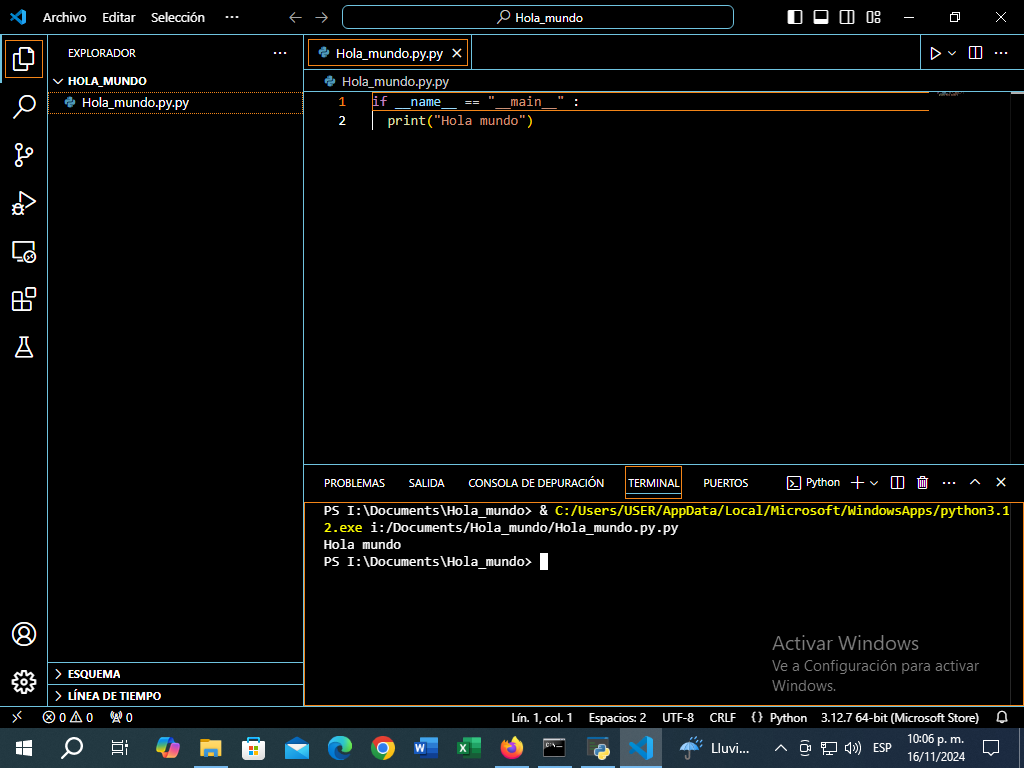 Archivo Editar Selección ··· Hola_mundo
EXPLORADOR ···
HOLA_MUNDO
Hola_mundo.py.py
Hola_mundo.py.py
Hola_mundo.py.py
1 if __name__ == "__main__" :
2 print("Hola mundo")
PROBLEMAS SALIDA CONSOLA DE DEPURACIÓN TERMINAL PUERTOS Python
PS I:\Documents\Hola_mundo> & C:/Users/USER/AppData/Local/Microsoft/WindowsApps/python3.1
2.exe i:/Documents/Hola_mundo/Hola_mundo.py.py
Hola mundo
PS I:\Documents\Hola_mundo>
Activar Windows
Ve a Configuración para activar
Windows.
ESQUEMA
LÍNEA DE TIEMPO
0 0 0 Lín. 1, col. 1 Espacios: 2 UTF-8 CRLF {} Python 3.12.7 64-bit (Microsoft Store)
Lluvi... ESP 10:06 p. m.
16/11/2024